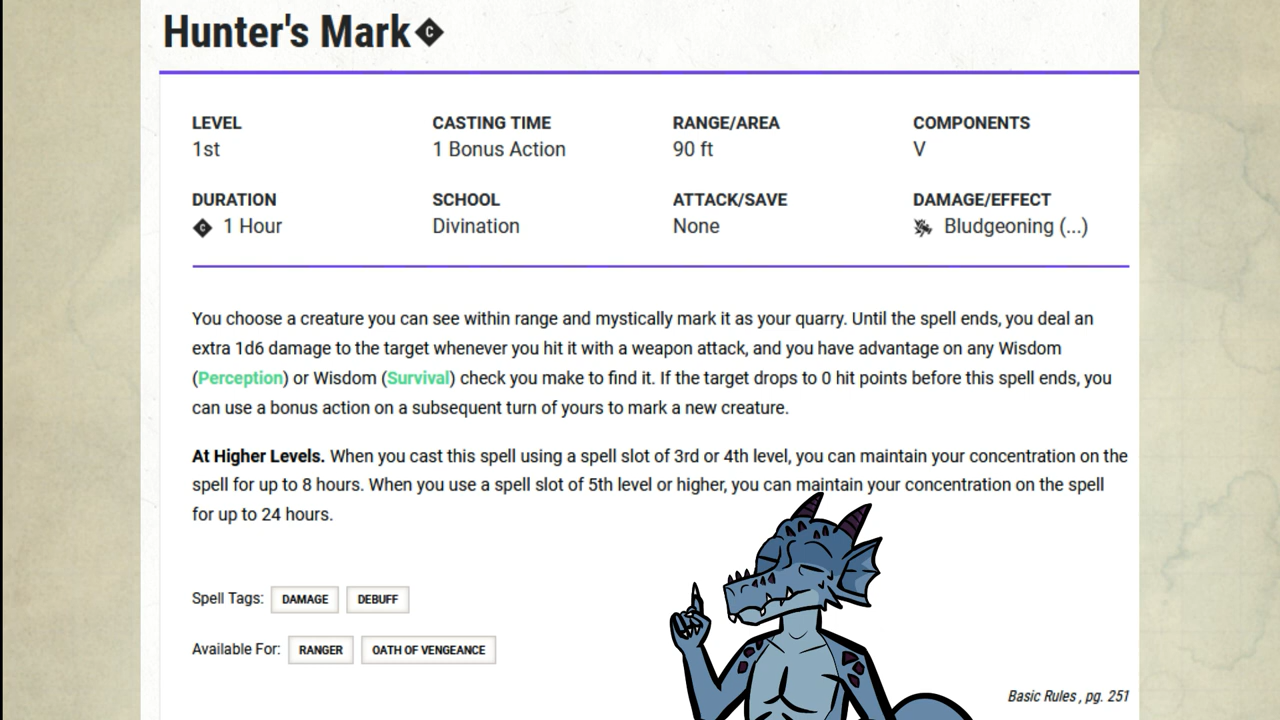 Hunter's Mark
LEVEL
1st
CASTING TIME
1 Bonus Action
RANGE/AREA
90 ft
COMPONENTS
V
DURATION
C 1 Hour
SCHOOL
Divination
ATTACK/SAVE
None
DAMAGE/EFFECT
Bludgeoning (...)
You choose a creature you can see within range and mystically mark it as your quarry. Until the spell ends, you deal an
extra 1d6 damage to the target whenever you hit it with a weapon attack, and you have advantage on any Wisdom
(Perception) or Wisdom (Survival) check you make to find it. If the target drops to 0 hit points before this spell ends, you
can use a bonus action on a subsequent turn of yours to mark a new creature.
At Higher Levels. When you cast this spell using a spell slot of 3rd or 4th level, you can maintain your concentration on the
spell for up to 8 hours. When you use a spell slot of 5th level or higher, you can maintain your concentration on the spell
for up to 24 hours.
Spell Tags: DAMAGE DEBUFF
Available For: RANGER OATH OF VENGEANCE
Basic Rules , pg. 251